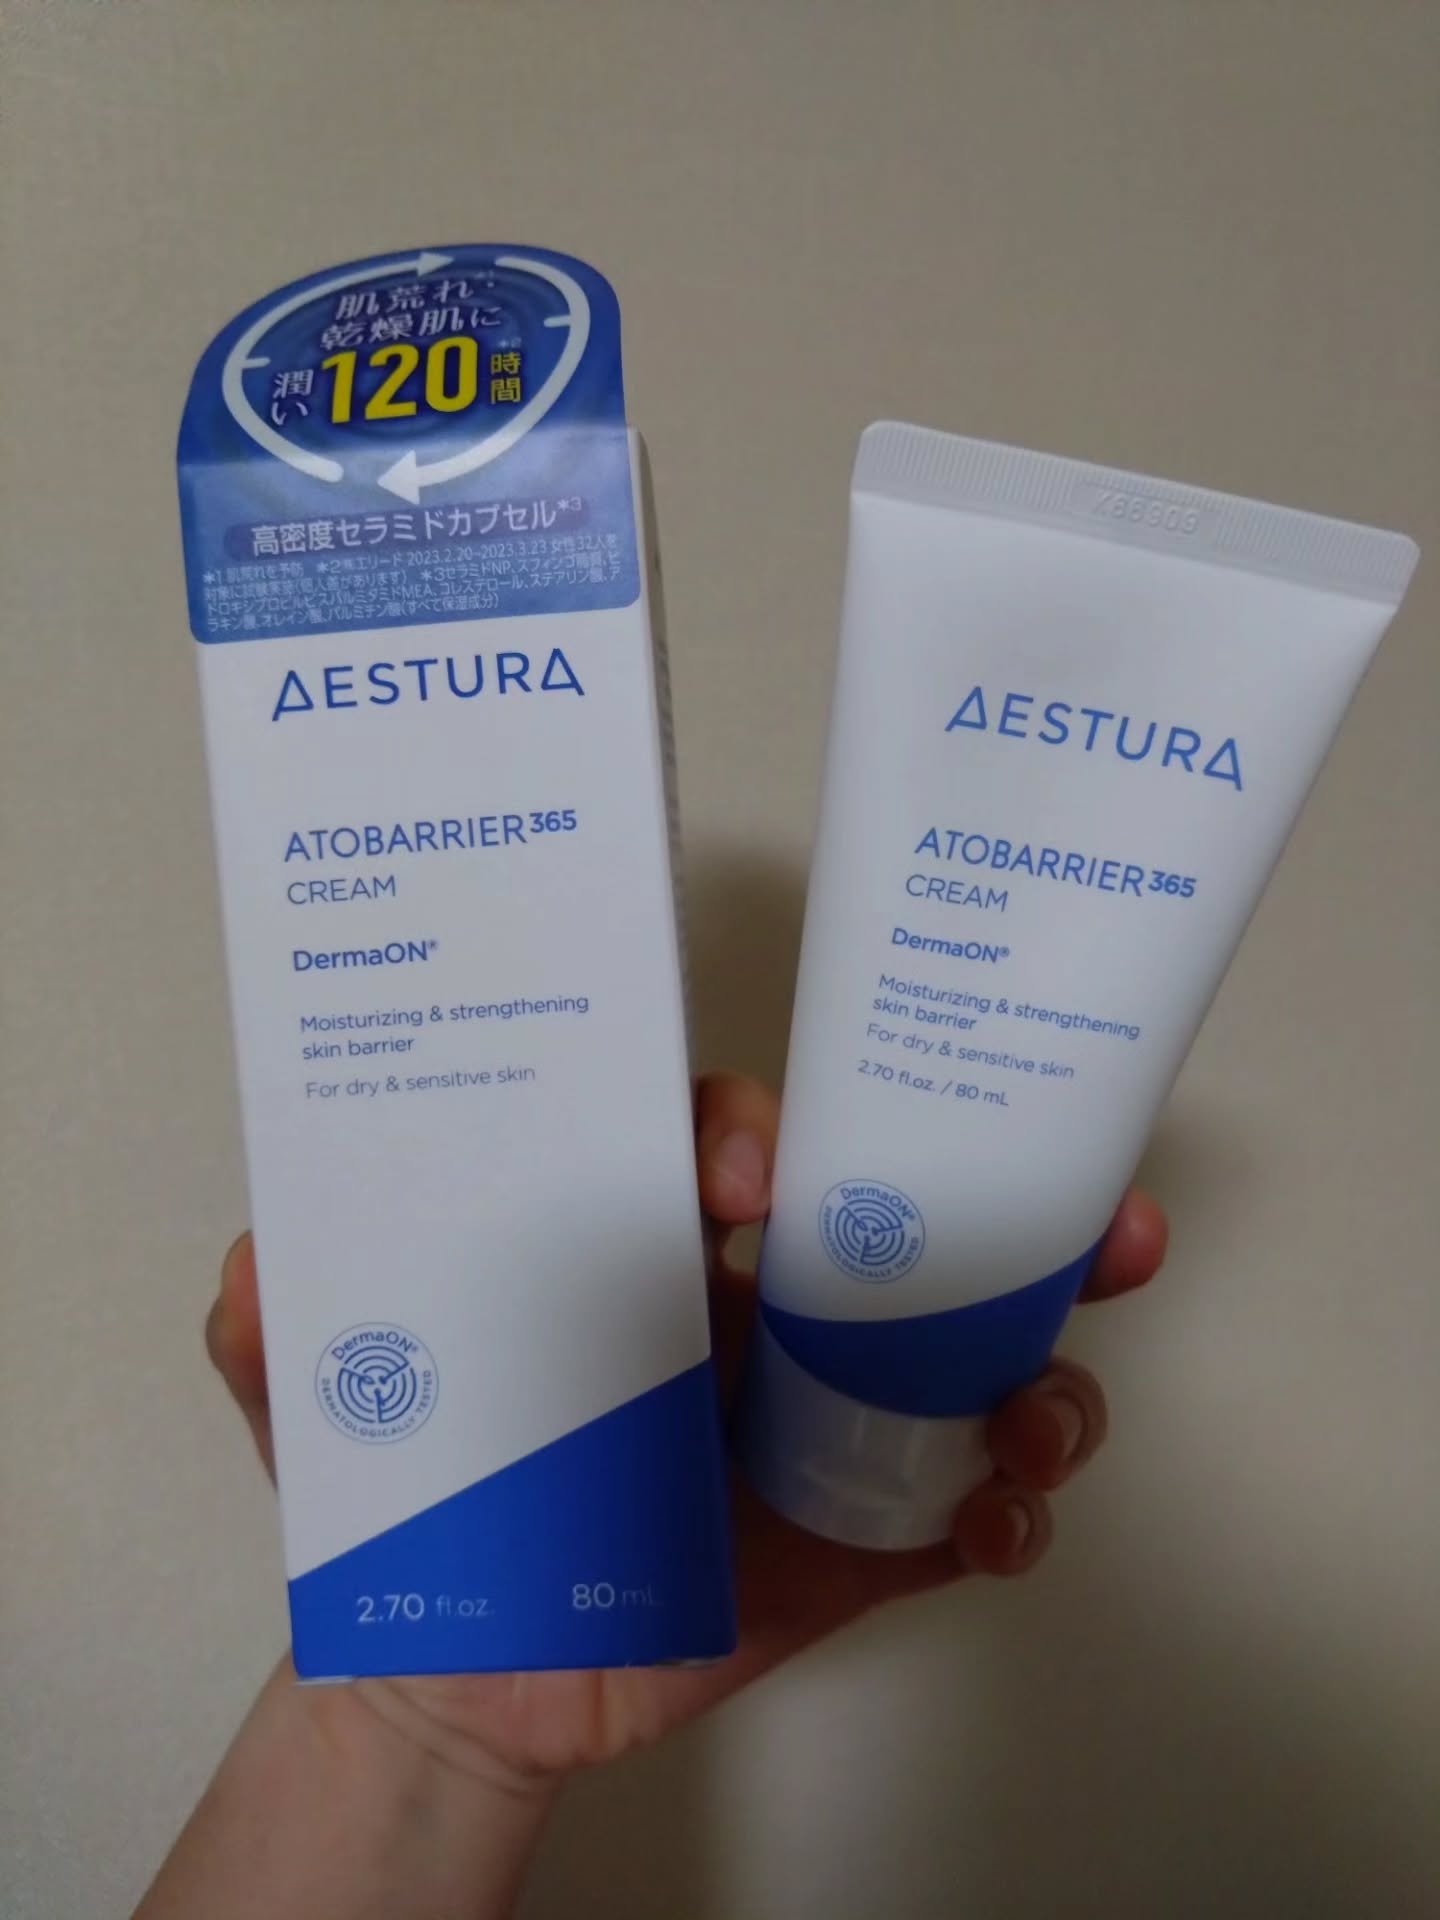 肌荒れ*1・
乾燥肌に
潤い 120 *2 時間
高密度セラミドカプセル*3
*1 肌荒れを予防 *2㈱エリード 2023.2.20~2023.3.23 女性32人を
対象に試験実施(個人差があります) *3セラミドNP、スフィンゴ脂質、ヒ
ドロキシプロピルビスパルミタミドMEA、コレステロール、ステアリン酸、ア
ラキン酸、オレイン酸、パルミチン酸(すべて保湿成分)
AESTURA
ATOBARRIER365
CREAM
DermaON®
Moisturizing & strengthening
skin barrier
For dry & sensitive skin
DermaON®
DERMATOLOGICALLY TESTED
2.70 fl.oz. 80 mL
AESTURA
ATOBARRIER365
CREAM
DermaON®
Moisturizing & strengthening
skin barrier
For dry & sensitive skin
2.70 fl.oz. / 80 mL
DermaON®
DERMATOLOGICALLY TESTED